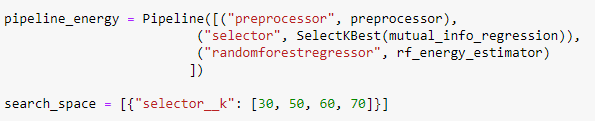 pipeline_energy = Pipeline([("preprocessor", preprocessor),
("selector", SelectKBest(mutual_info_regression)),
("randomforestregressor", rf_energy_estimator)
])
search_space = [{"selector__k": [30, 50, 60, 70]}]